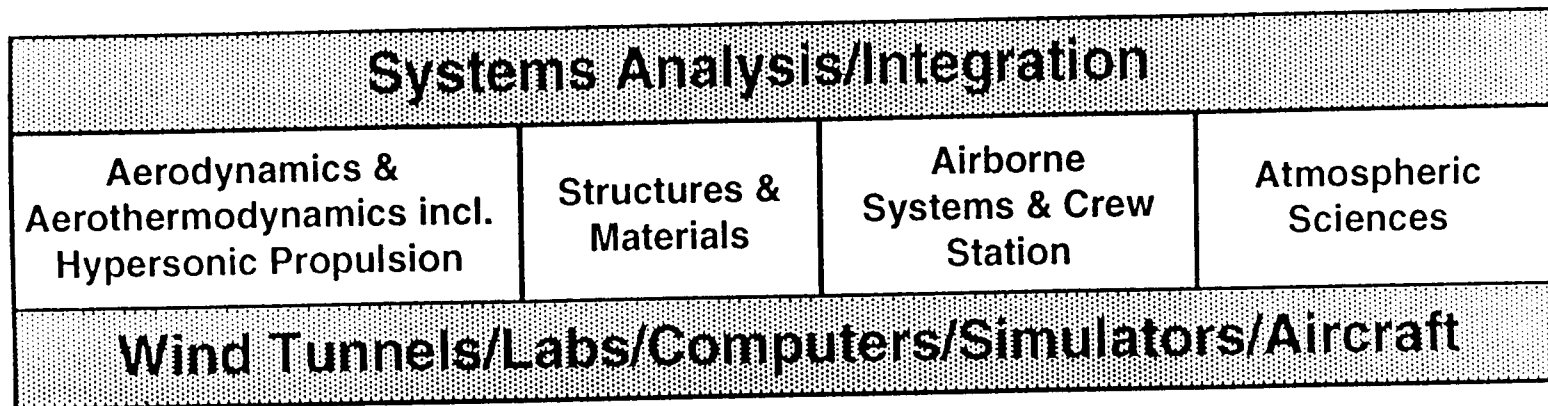 Systems Analysis/Integration
Aerodynamics &
Aerothermodynamics incl.
Hypersonic Propulsion
Structures &
Materials
Airborne
Systems & Crew
Station
Atmospheric
Sciences
Wind Tunnels/Labs/Computers/Simulators/Aircraft